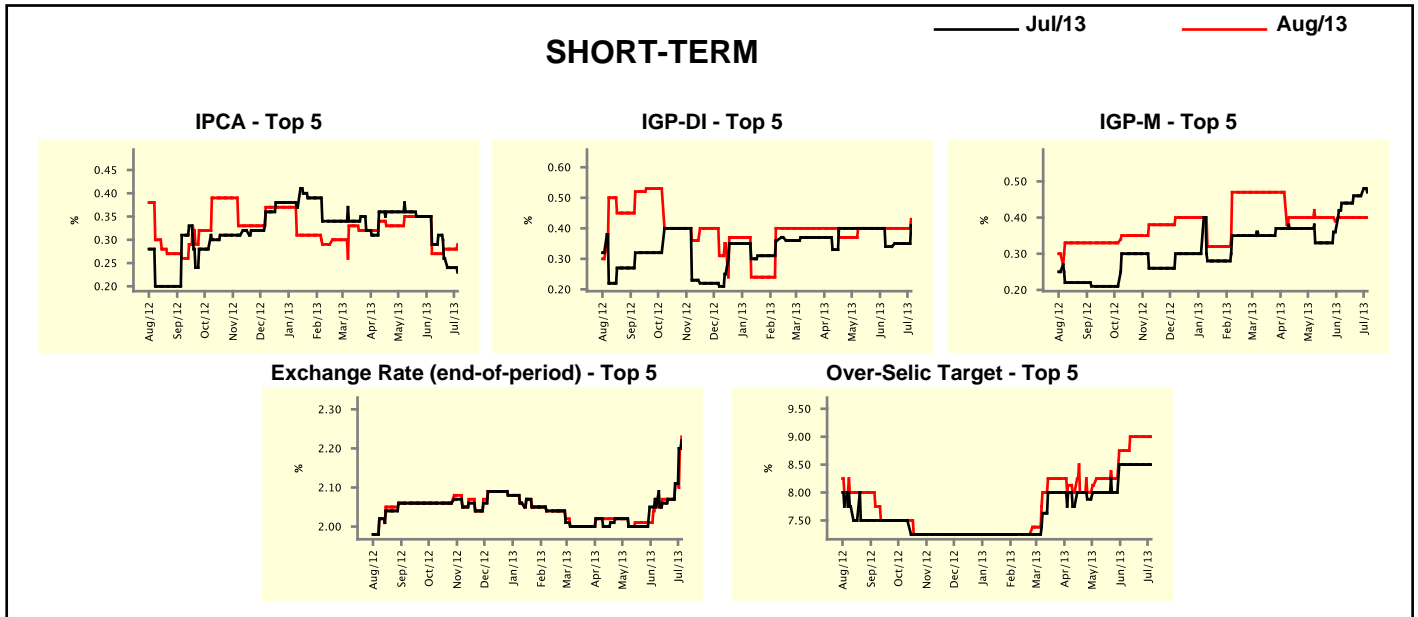 Jul/13 Aug/13
SHORT-TERM
IPCA - Top 5
%
0.45
0.40
0.35
0.30
0.25
0.20
Aug/12 Sep/12 Oct/12 Nov/12 Dec/12 Jan/13 Feb/13 Mar/13 Apr/13 May/13 Jun/13 Jul/13
IGP-DI - Top 5
%
0.60
0.50
0.40
0.30
0.20
Aug/12 Sep/12 Oct/12 Nov/12 Dec/12 Jan/13 Feb/13 Mar/13 Apr/13 May/13 Jun/13 Jul/13
IGP-M - Top 5
%
0.50
0.40
0.30
0.20
Aug/12 Sep/12 Oct/12 Nov/12 Dec/12 Jan/13 Feb/13 Mar/13 Apr/13 May/13 Jun/13 Jul/13
Exchange Rate (end-of-period) - Top 5
%
2.30
2.20
2.10
2.00
Aug/12 Sep/12 Oct/12 Nov/12 Dec/12 Jan/13 Feb/13 Mar/13 Apr/13 May/13 Jun/13 Jul/13
Over-Selic Target - Top 5
%
9.50
9.00
8.50
8.00
7.50
Aug/12 Sep/12 Oct/12 Nov/12 Dec/12 Jan/13 Feb/13 Mar/13 Apr/13 May/13 Jun/13 Jul/13